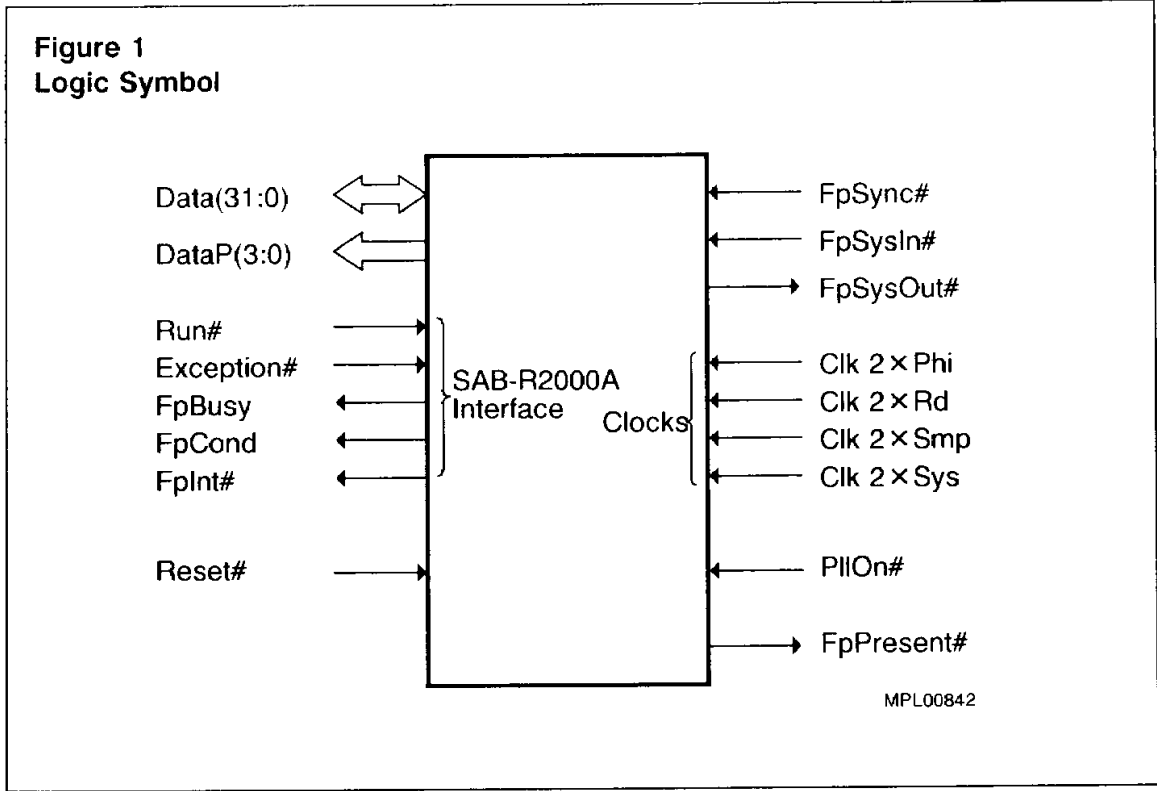 Figure 1
Logic Symbol
Data(31:0)
DataP(3:0)
Run#
Exception#
FpBusy
FpCond
FpInt#
Reset#
SAB-R2000A
Interface
Clocks
FpSync#
FpSysIn#
FpSysOut#
Clk 2×Phi
Clk 2×Rd
Clk 2×Smp
Clk 2×Sys
PllOn#
FpPresent#
MPL00842